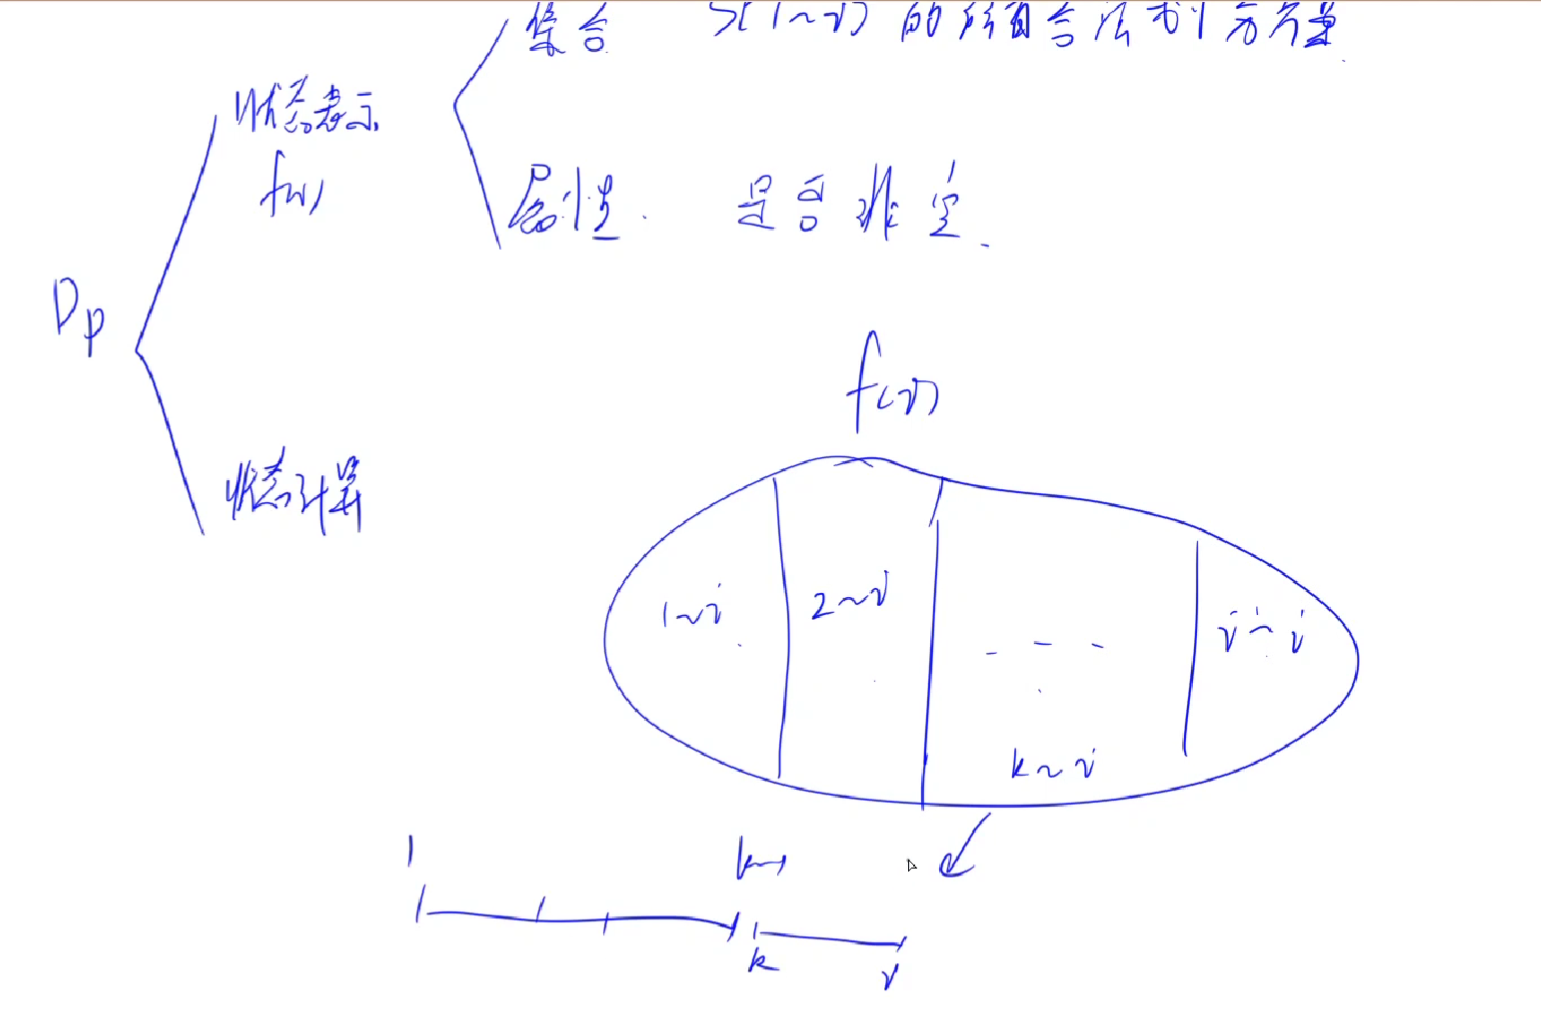 集合 S(1~i) 的所有合法划分方案
状态表示
f(i)
属性. 是否非空.
Dp
f(i)
状态计算
1~i 2~i - - - i~i
k~i
1 k-1
k i